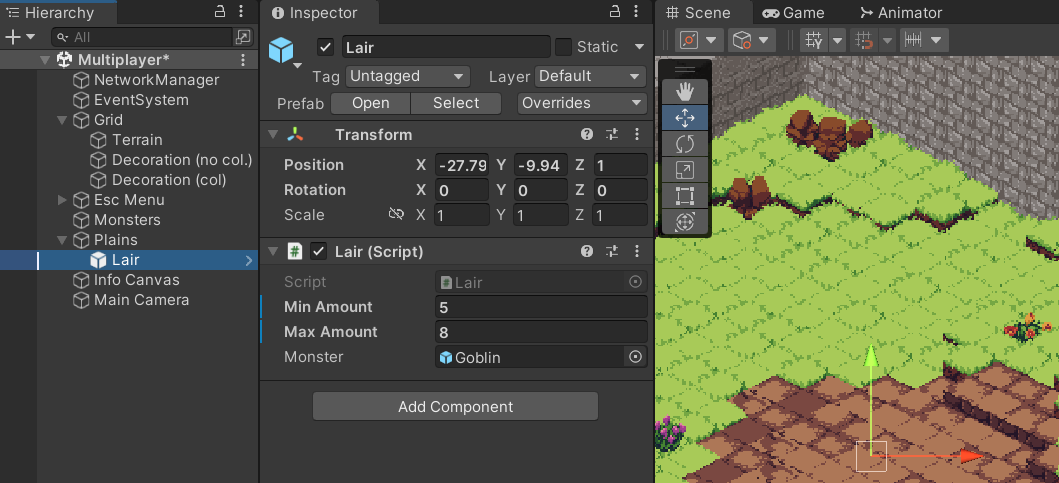 Hierarchy
All
Multiplayer*
NetworkManager
EventSystem
Grid
Terrain
Decoration (no col.)
Decoration (col)
Esc Menu
Monsters
Plains
Lair
Info Canvas
Main Camera
Inspector
Lair Static
Tag Untagged Layer Default
Prefab Open Select Overrides
Transform
Position X -27.79 Y -9.94 Z 1
Rotation X 0 Y 0 Z 0
Scale X 1 Y 1 Z 1
# Lair (Script)
Script # Lair
Min Amount 5
Max Amount 8
Monster Goblin
Add Component
Scene Game Animator
Y